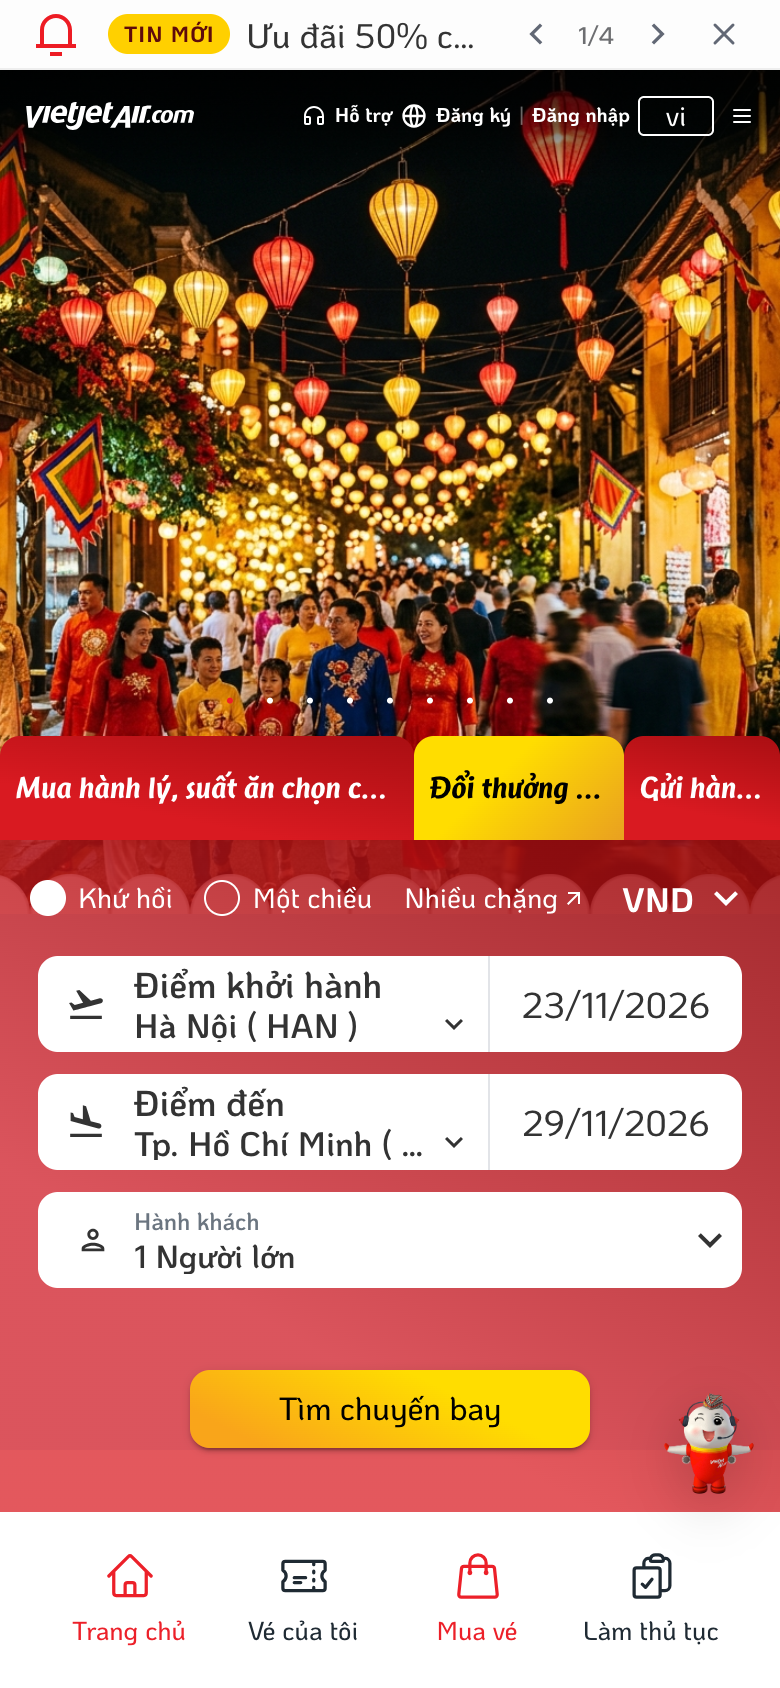 TIN MỚI
Ưu đãi 50% c...
1/4
vietjetAir.com
Hỗ trợ
Đăng ký | Đăng nhập
vi
Mua hành lý, suất ăn chọn c...
Đổi thưởng ...
Gửi hàn...
Khứ hồi
Một chiều
Nhiều chặng
VND
Điểm khởi hành
Hà Nội ( HAN )
23/11/2026
Điểm đến
Tp. Hồ Chí Minh ( ...
29/11/2026
Hành khách
1 Người lớn
Tìm chuyến bay
Trang chủ
Vé của tôi
Mua vé
Làm thủ tục